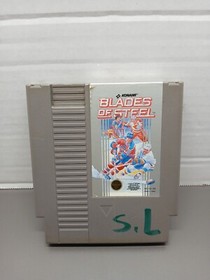 KONAMI
BLADES
OF STEEL
S.L